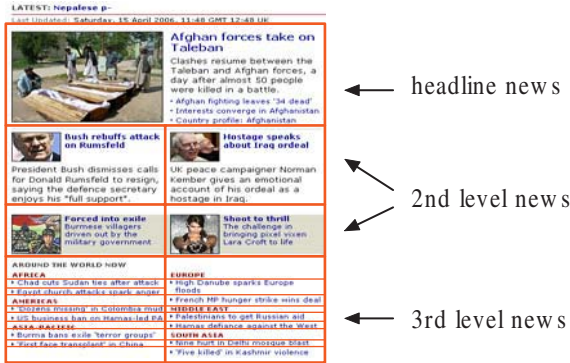 LATEST: Nepalese p-
Last Updated: Saturday, 15 April 2006, 11:48 GMT 12:48 UK
Afghan forces take on
Taleban
Clashes resume between the
Taleban and Afghan forces, a
day after almost 50 people
were killed in a battle.
Afghan fighting leaves '34 dead'
Interests converge in Afghanistan
Country profile: Afghanistan
headline news
Bush rebuffs attack
on Rumsfeld
President Bush dismisses calls
for Donald Rumsfeld to resign,
saying the defence secretary
enjoys his "full support".
Hostage speaks
about Iraq ordeal
UK peace campaigner Norman
Kember gives an emotional
account of his ordeal as a
hostage in Iraq.
2nd level news
Forced into exile
Burmese villagers
driven out by the
military government
Shoot to thrill
The challenge in
bringing pixel vixen
Lara Croft to life
AROUND THE WORLD NOW
AFRICA
Chad cuts Sudan ties after attack
Egypt church attacks spark anger
AMERICAS
'Dozens missing' in Colombia mud
US business ban on Hamas-led PA
ASIA-PACIFIC
Burma bans exile 'terror groups'
'First face transplant' in China
EUROPE
High Danube sparks Europe
floods
French MP hunger strike wins deal
MIDDLE EAST
Palestinians to get Russian aid
Hamas defiance against the West
SOUTH ASIA
Nine hurt in Delhi mosque blast
'Five killed' in Kashmir violence
3rd level news